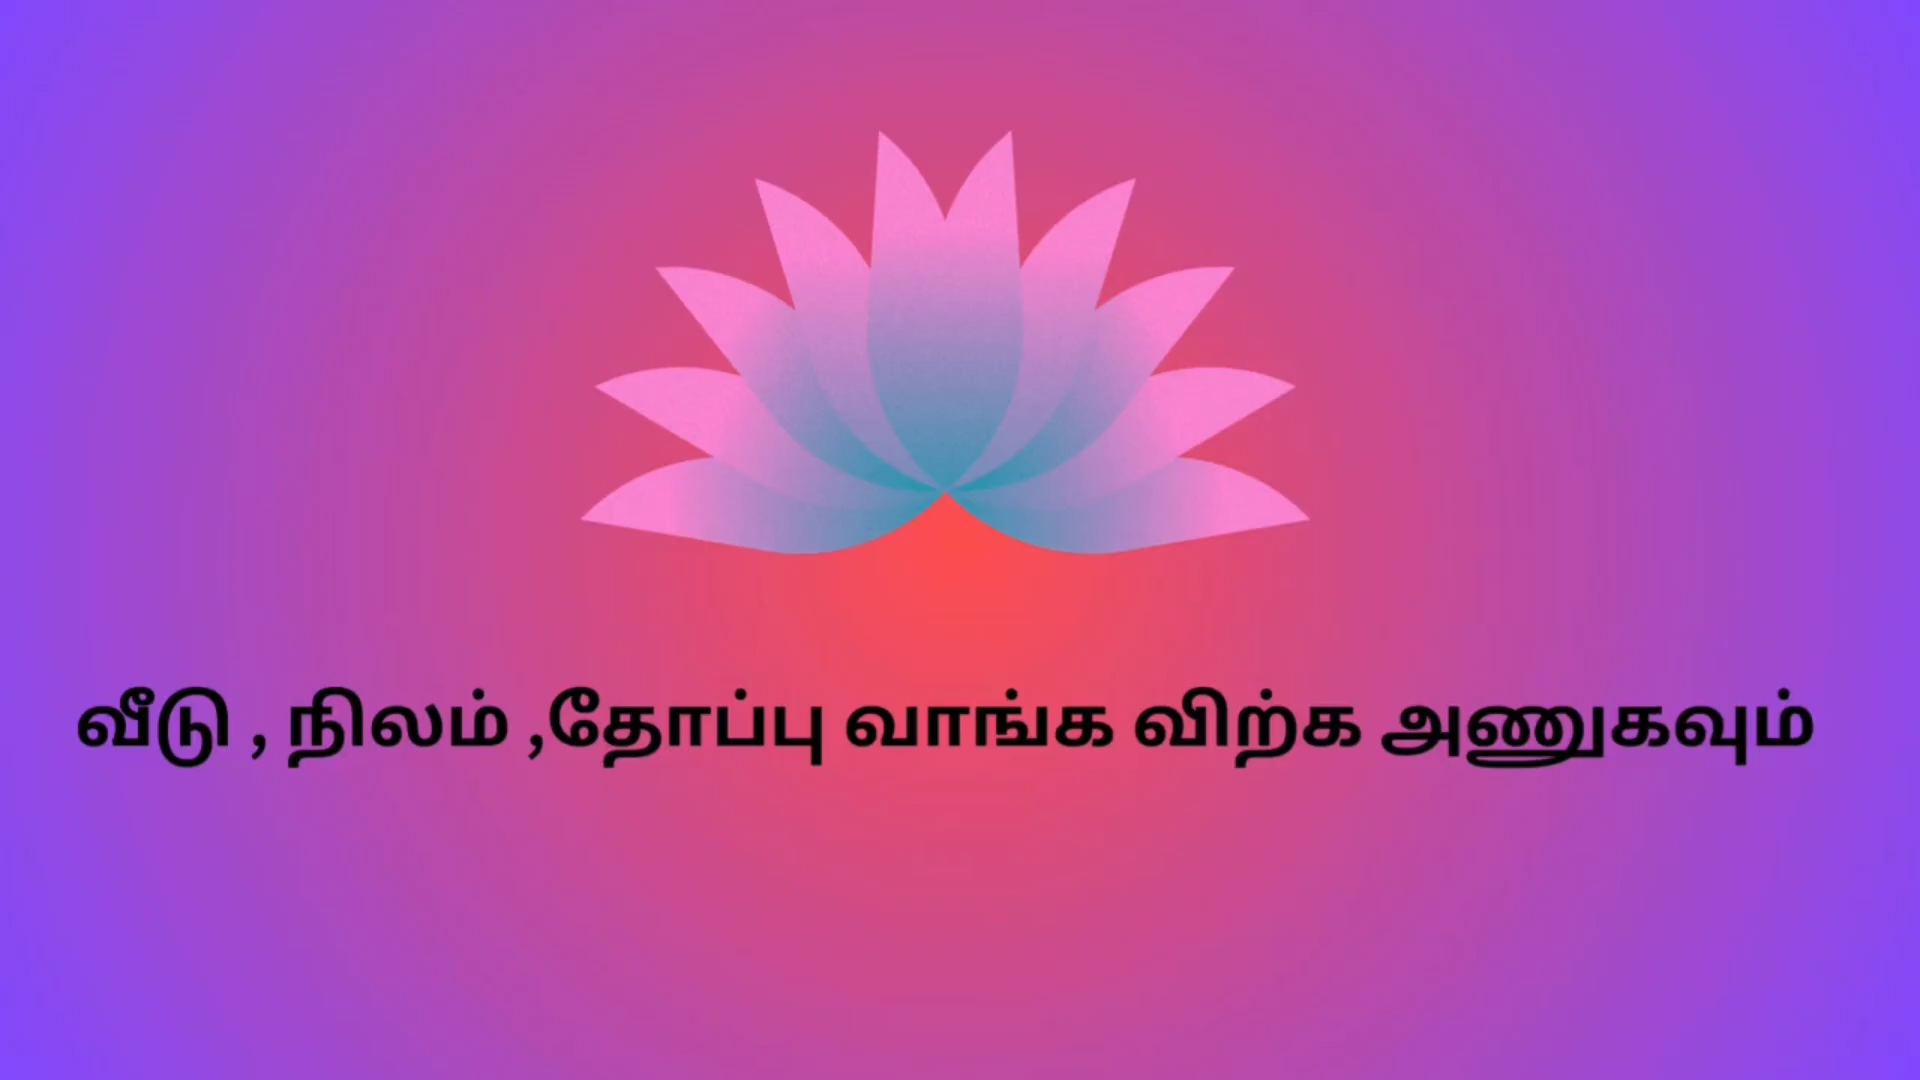 வீடு , நிலம் ,தோப்பு வாங்க விற்க அணுகவும்